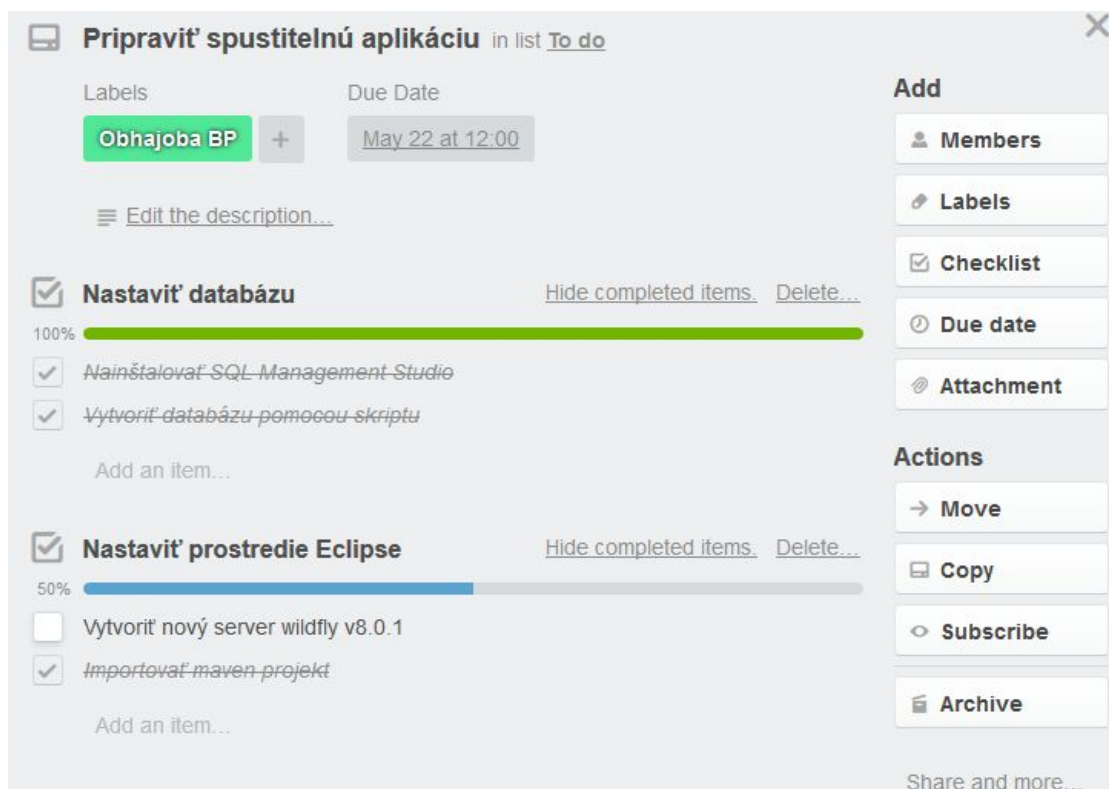 Pripraviť spustitelnú aplikáciu in list To do
Labels
Due Date
Obhajoba BP +
May 22 at 12:00
Edit the description…
Nastaviť databázu Hide completed items. Delete…
100%
Nainštalovať SQL Management Studio
Vytvoriť databázu pomocou skriptu
Add an item…
Nastaviť prostredie Eclipse Hide completed items. Delete…
50%
Vytvoriť nový server wildfly v8.0.1
Importovať maven projekt
Add an item…
Add
Members
Labels
Checklist
Due date
Attachment
Actions
Move
Copy
Subscribe
Archive
Share and more…